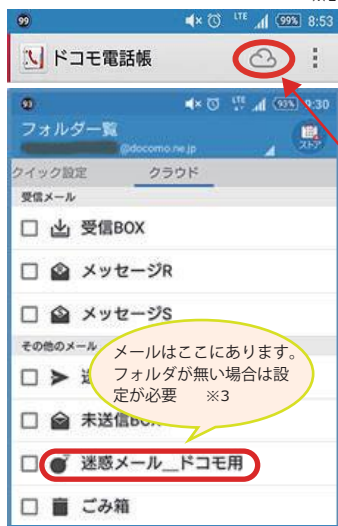 99 LTE 99% 8:53
ドコモ電話帳
93 LTE 93% 9:30
フォルダ一覧
@docomo.ne.jp
ストア
クイック設定 クラウド
受信メール
受信BOX
メッセージR
メッセージS
その他のメール
メールはここにあります。
フォルダが無い場合は設
定が必要 ※3
未送信BOX
迷惑メール__ドコモ用
ごみ箱